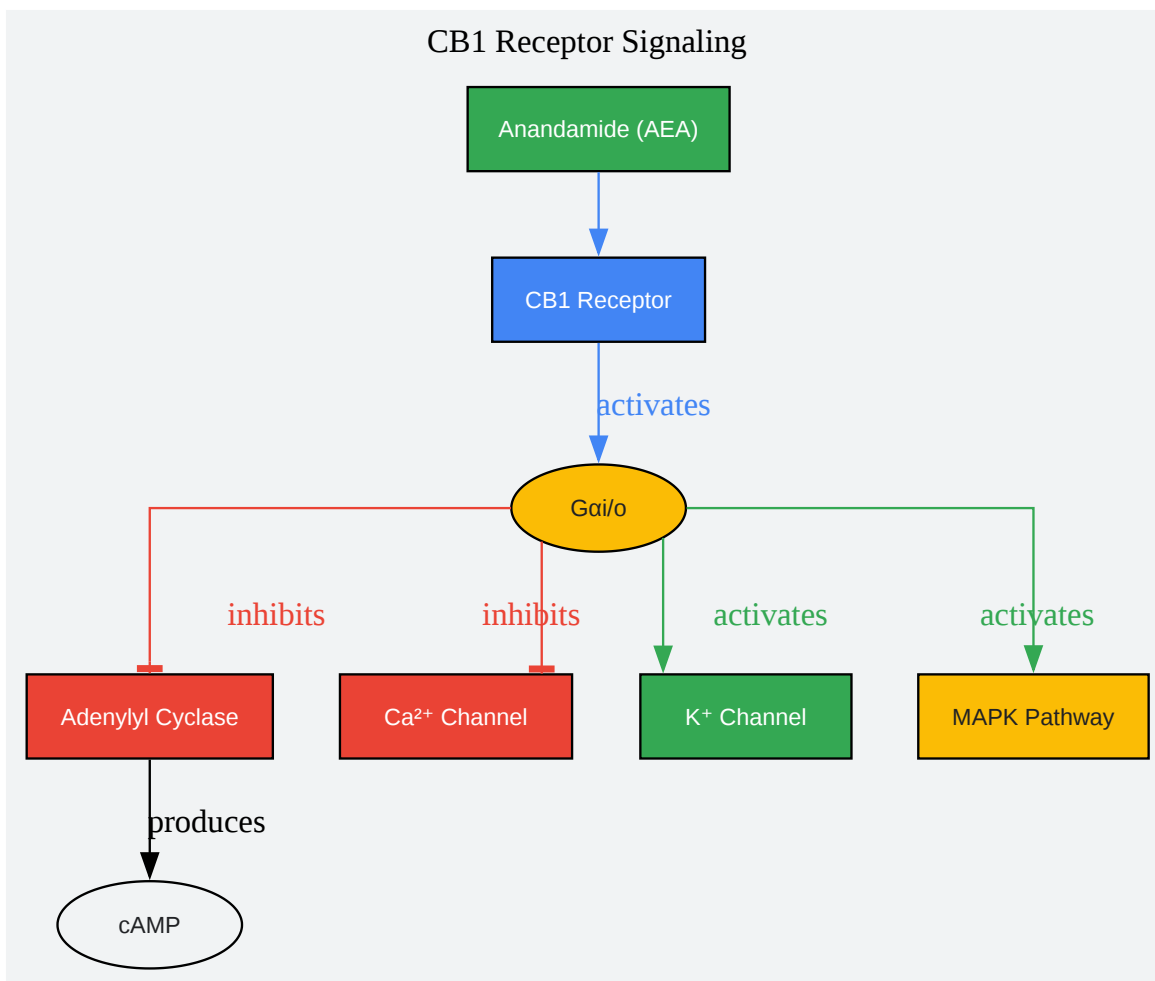 CB1 Receptor Signaling
Anandamide (AEA)
CB1 Receptor
activates
Gαi/o
inhibits
inhibits
activates
activates
Adenylyl Cyclase
Ca²⁺ Channel
K⁺ Channel
MAPK Pathway
produces
cAMP